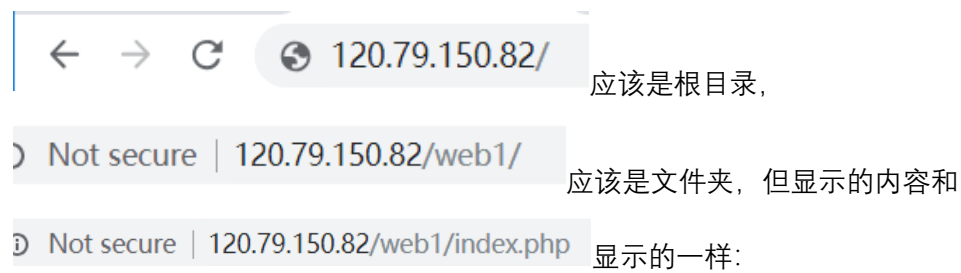 120.79.150.82/ 应该是根目录，
Not secure | 120.79.150.82/web1/ 应该是文件夹，但显示的内容和
Not secure | 120.79.150.82/web1/index.php 显示的一样：